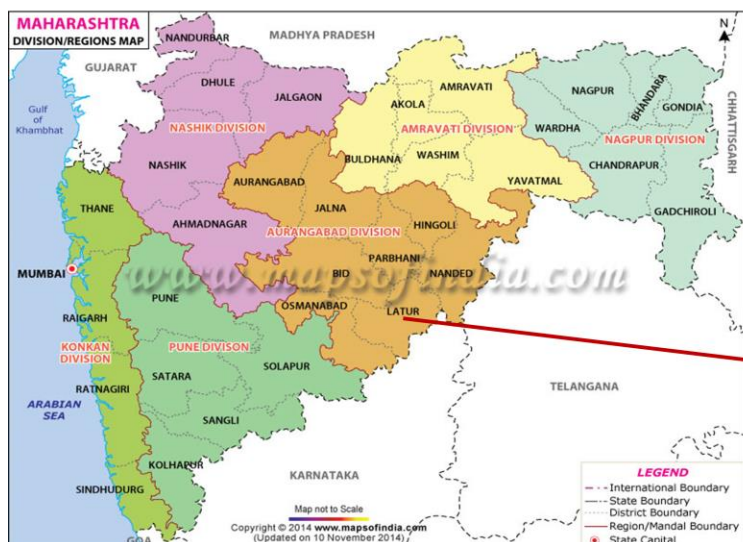 MAHARASHTRA
DIVISION/REGIONS MAP
NANDURBAR
MADHYA PRADESH
N
GUJARAT
DHULE
JALGAON
AMRAVATI
NAGPUR
BHANDARA
GONDIA
CHHATTISGARH
Gulf
of
Khambhat
AKOLA
NASHIK DIVISION
AMRAVATI DIVISION
WARDHA
NAGPUR DIVISION
NASHIK
BULDHANA
WASHIM
CHANDRAPUR
AURANGABAD
YAVATMAL
THANE
JALNA
GADCHIROLI
AHMADNAGAR
HINGOLI
AURANGABAD DIVISION
PARBHANI
MUMBAI
BID
NANDED
www.mapsofindia.com
PUNE
OSMANABAD
LATUR
RAIGARH
KONKAN
DIVISION
PUNE DIVISON
SOLAPUR
SATARA
TELANGANA
RATNAGIRI
ARABIAN
SEA
SANGLI
KOLHAPUR
KARNATAKA
SINDHUDURG
GOA
Map not to Scale
Copyright © 2014 www.mapsofindia.com
(Updated on 10 November 2014)
LEGEND
International Boundary
State Boundary
District Boundary
Region/Mandal Boundary
State Capital